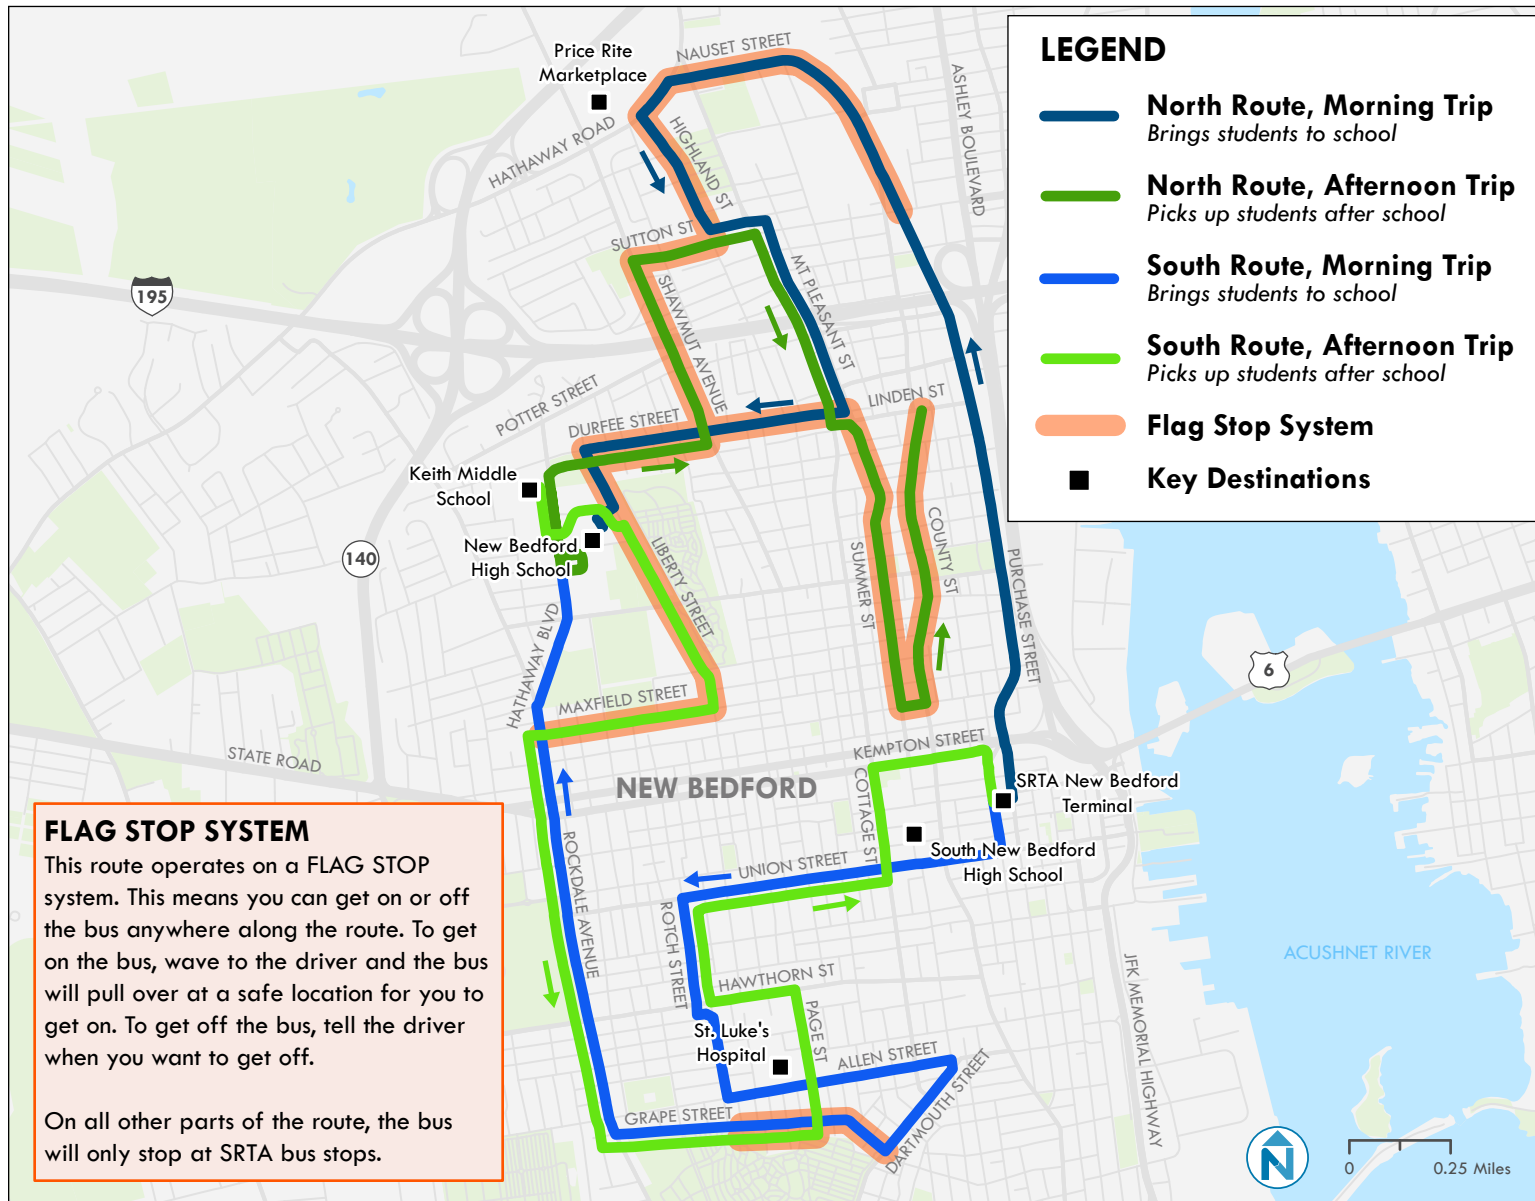 NAUSET STREET
Price Rite
Marketplace
HATHAWAY ROAD
HIGHLAND ST
ASHLEY BOULEVARD
SUTTON ST
195
SHAWMUT AVENUE
MT PLEASANT ST
POTTER STREET
DURFEE STREET
LINDEN ST
Keith Middle
School
New Bedford
High School
140
LIBERTY STREET
SUMMER ST
COUNTY ST
PURCHASE STREET
HATHAWAY BLVD
MAXFIELD STREET
6
STATE ROAD
KEMPTON STREET
NEW BEDFORD
COTTAGE ST
SRTA New Bedford
Terminal
South New Bedford
High School
UNION STREET
ROCKDALE AVENUE
ROTCH STREET
HAWTHORN ST
PAGE ST
St. Luke's
Hospital
ALLEN STREET
DARTMOUTH STREET
GRAPE STREET
JFK MEMORIAL HIGHWAY
ACUSHNET RIVER
LEGEND
North Route, Morning Trip
Brings students to school
North Route, Afternoon Trip
Picks up students after school
South Route, Morning Trip
Brings students to school
South Route, Afternoon Trip
Picks up students after school
Flag Stop System
Key Destinations
FLAG STOP SYSTEM
This route operates on a FLAG STOP
system. This means you can get on or off
the bus anywhere along the route. To get
on the bus, wave to the driver and the bus
will pull over at a safe location for you to
get on. To get off the bus, tell the driver
when you want to get off.
On all other parts of the route, the bus
will only stop at SRTA bus stops.
N
0
0.25 Miles